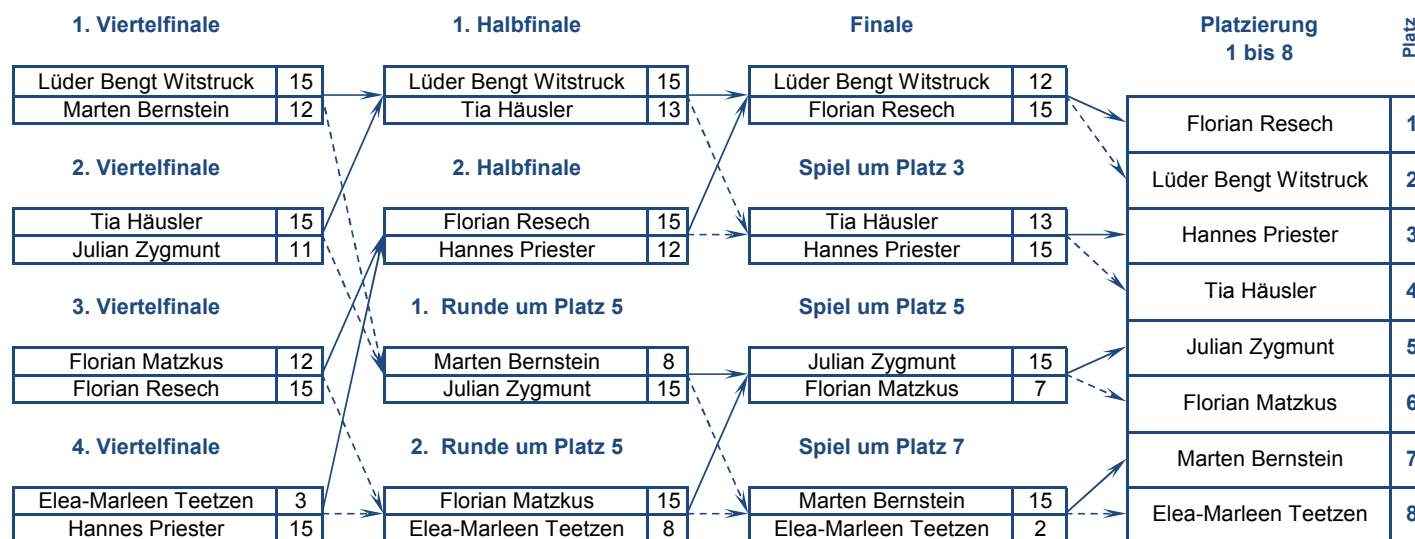 1. Viertelfinale 1. Halbfinale Finale Platzierung Platz
1 bis 8
Lüder Bengt Witstruck 15 Lüder Bengt Witstruck 15 Lüder Bengt Witstruck 12
Marten Bernstein 12 Tia Häusler 13 Florian Resech 15
Florian Resech 1
2. Viertelfinale 2. Halbfinale Spiel um Platz 3
Lüder Bengt Witstruck 2
Tia Häusler 15 Florian Resech 15 Tia Häusler 13
Julian Zygmunt 11 Hannes Priester 12 Hannes Priester 15
Hannes Priester 3
Tia Häusler 4
3. Viertelfinale 1. Runde um Platz 5 Spiel um Platz 5
Julian Zygmunt 5
Florian Matzkus 12 Marten Bernstein 8 Julian Zygmunt 15
Florian Resech 15 Julian Zygmunt 15 Florian Matzkus 7
Florian Matzkus 6
4. Viertelfinale 2. Runde um Platz 5 Spiel um Platz 7
Marten Bernstein 7
Elea-Marleen Teetzen 3 Florian Matzkus 15 Marten Bernstein 15
Elea-Marleen Teetzen 8
Hannes Priester 15 Elea-Marleen Teetzen 8 Elea-Marleen Teetzen 2